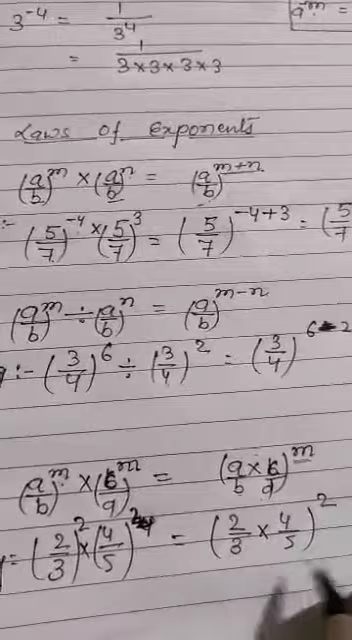 3^-4 = 1/3^4
a^m =
= 1/(3×3×3×3)
Laws of Exponents
(a/b)^m × (a/b)^n = (a/b)^m+n
:- (5/7)^-4 × (5/7)^3 = (5/7)^-4+3 = (5/7
(a/b)^m ÷ (a/b)^n = (a/b)^m-n
:- (3/4)^6 ÷ (3/4)^2 = (3/4)^6-2
(a/b)^m × (c/d)^m = (a/b × c/d)^m
= (2/3)^2 × (4/5)^2 = (2/3 × 4/5)^2